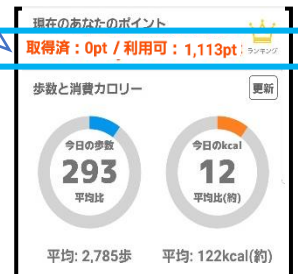 現在のあなたのポイント
取得済：0pt / 利用可：1,113pt
ランキング
歩数と消費カロリー
更新
今日の歩数
293
平均比
今日のkcal
12
平均比(約)
平均: 2,785歩
平均: 122kcal(約)